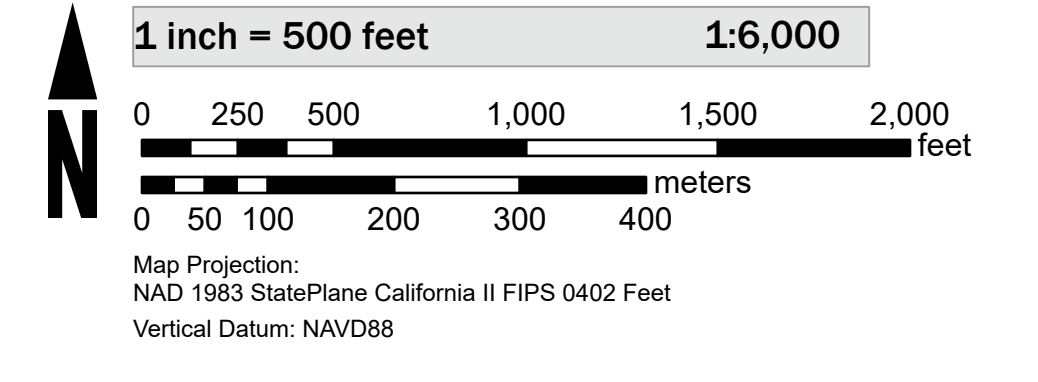 1 inch = 500 feet 1:6,000
0 250 500 1,000 1,500 2,000
feet
meters
0 50 100 200 300 400
N
Map Projection:
NAD 1983 StatePlane California II FIPS 0402 Feet
Vertical Datum: NAVD88